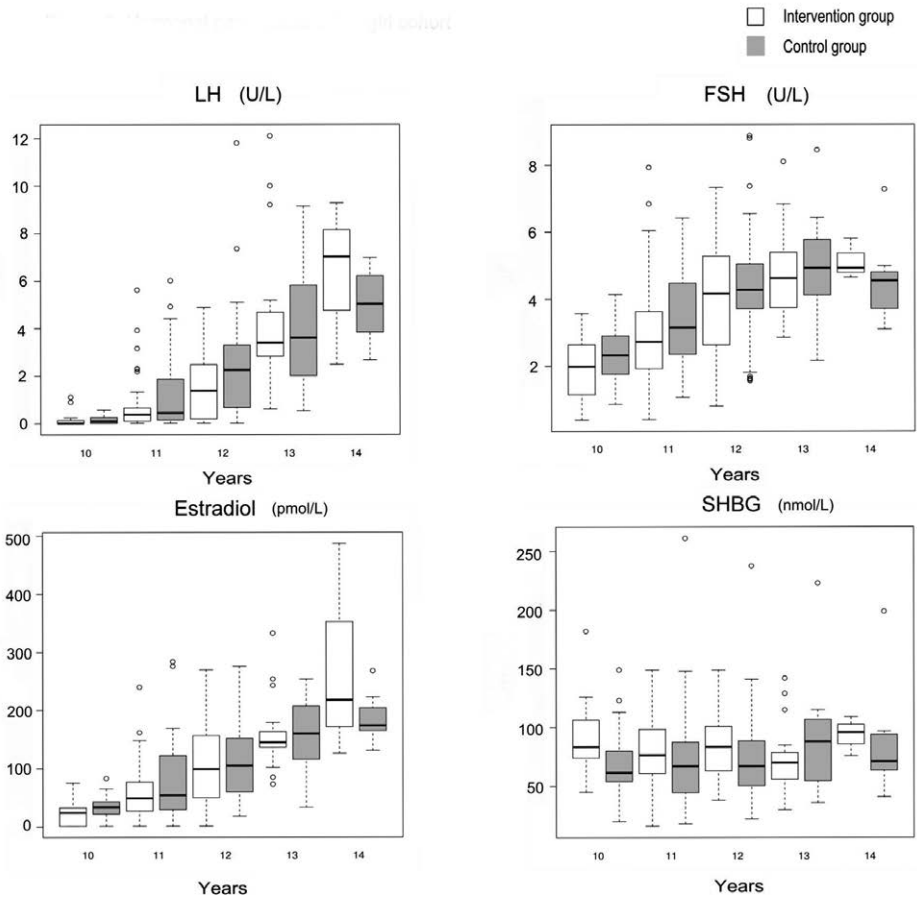 Intervention group
Control group
LH (U/L)
FSH (U/L)
12
10
8
6
4
2
0
8
6
4
2
10 11 12 13 14
10 11 12 13 14
Years
Years
Estradiol (pmol/L)
SHBG (nmol/L)
500
400
300
200
100
0
250
200
150
100
50
10 11 12 13 14
10 11 12 13 14
Years
Years